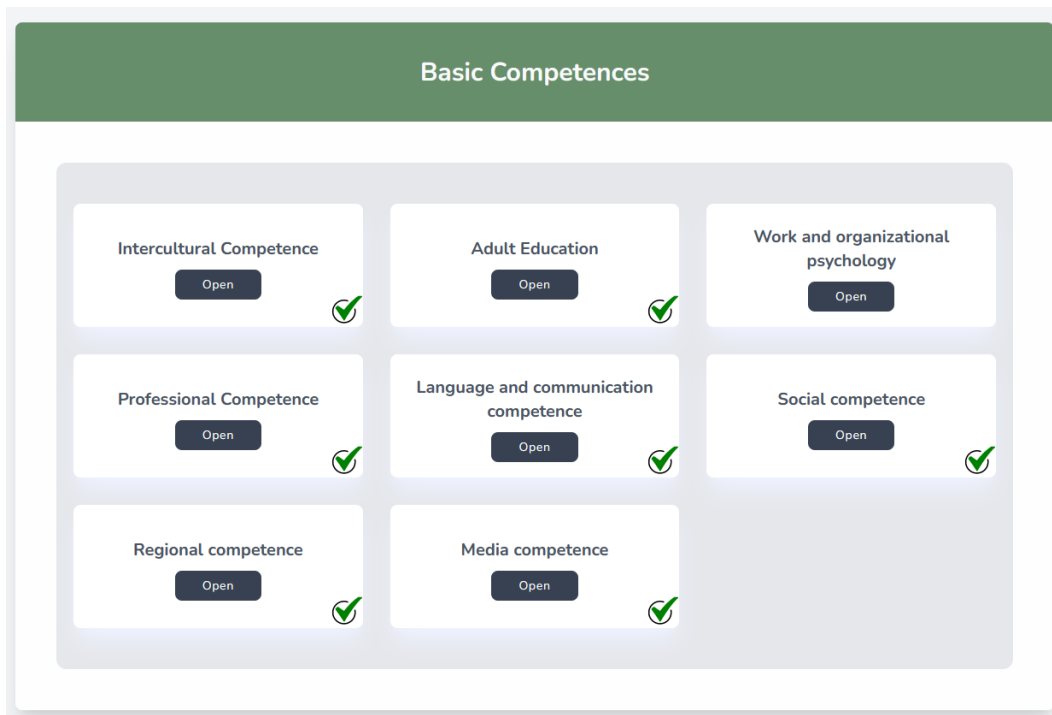 Basic Competences
Intercultural Competence
Open
Adult Education
Open
Work and organizational
psychology
Open
Professional Competence
Open
Language and communication
competence
Open
Social competence
Open
Regional competence
Open
Media competence
Open